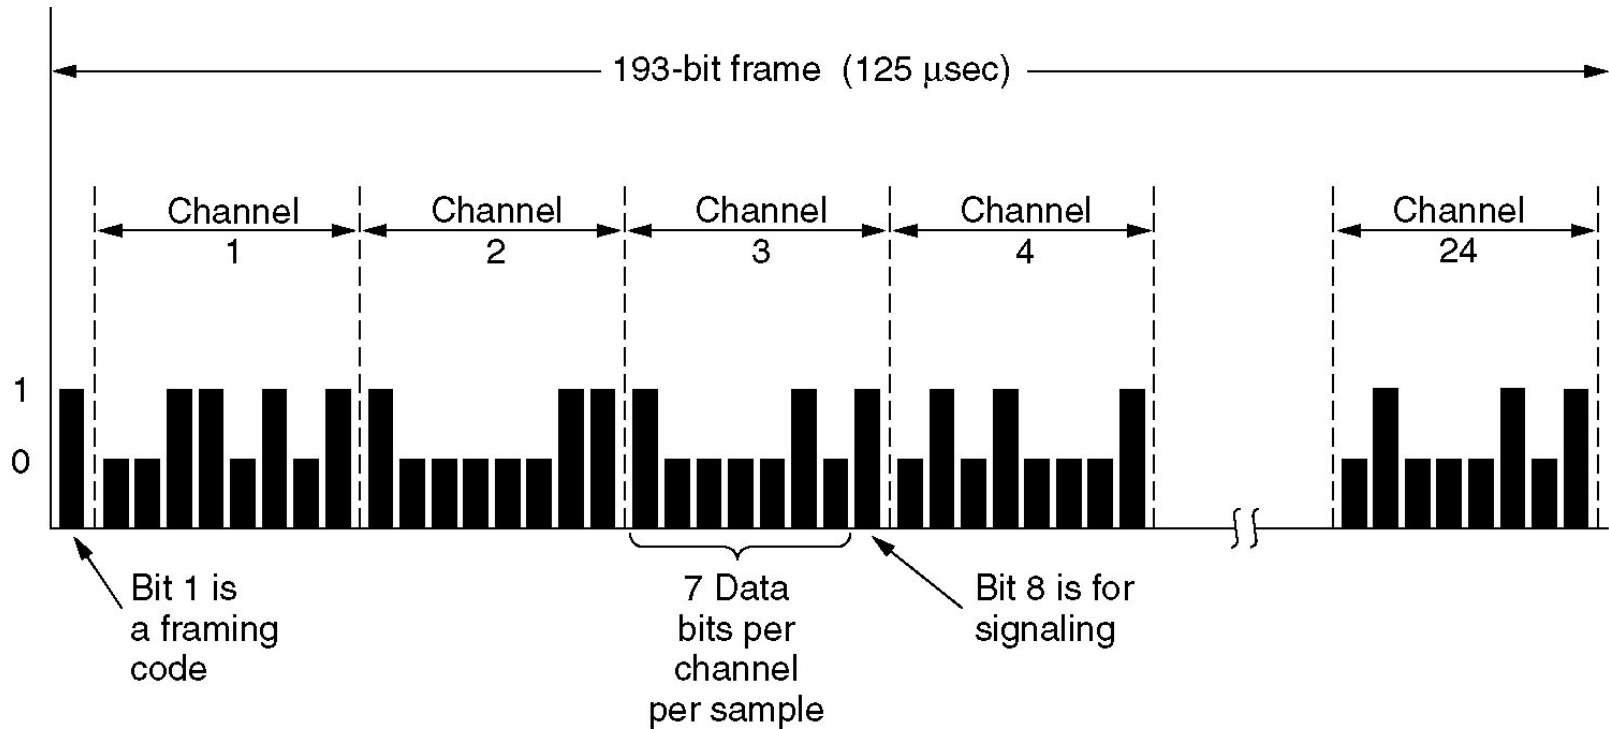 193-bit frame (125 μsec)
Channel
1
Channel
2
Channel
3
Channel
4
Channel
24
1
0
Bit 1 is
a framing
code
7 Data
bits per
channel
per sample
Bit 8 is for
signaling